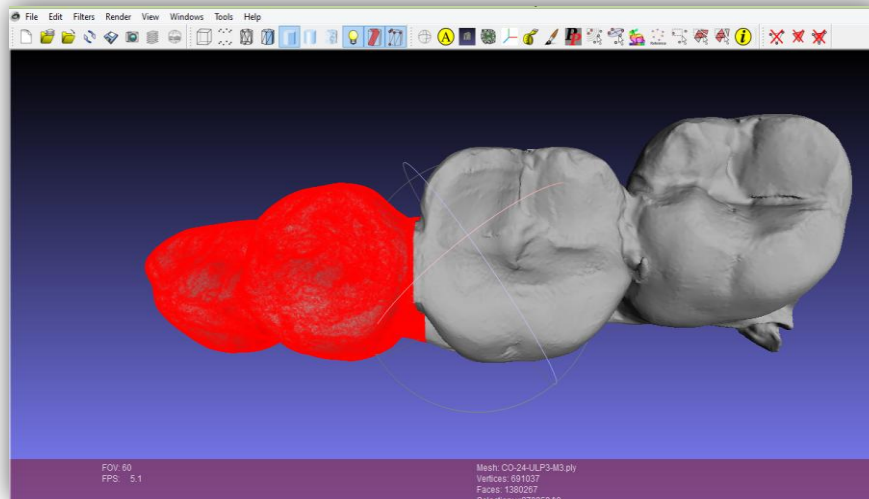 File Edit Filters Render View Windows Tools Help
A
i
FOV: 60
FPS: 5.1
Mesh: CO-24-ULP3-M3.ply
Vertices: 691037
Faces: 1380267